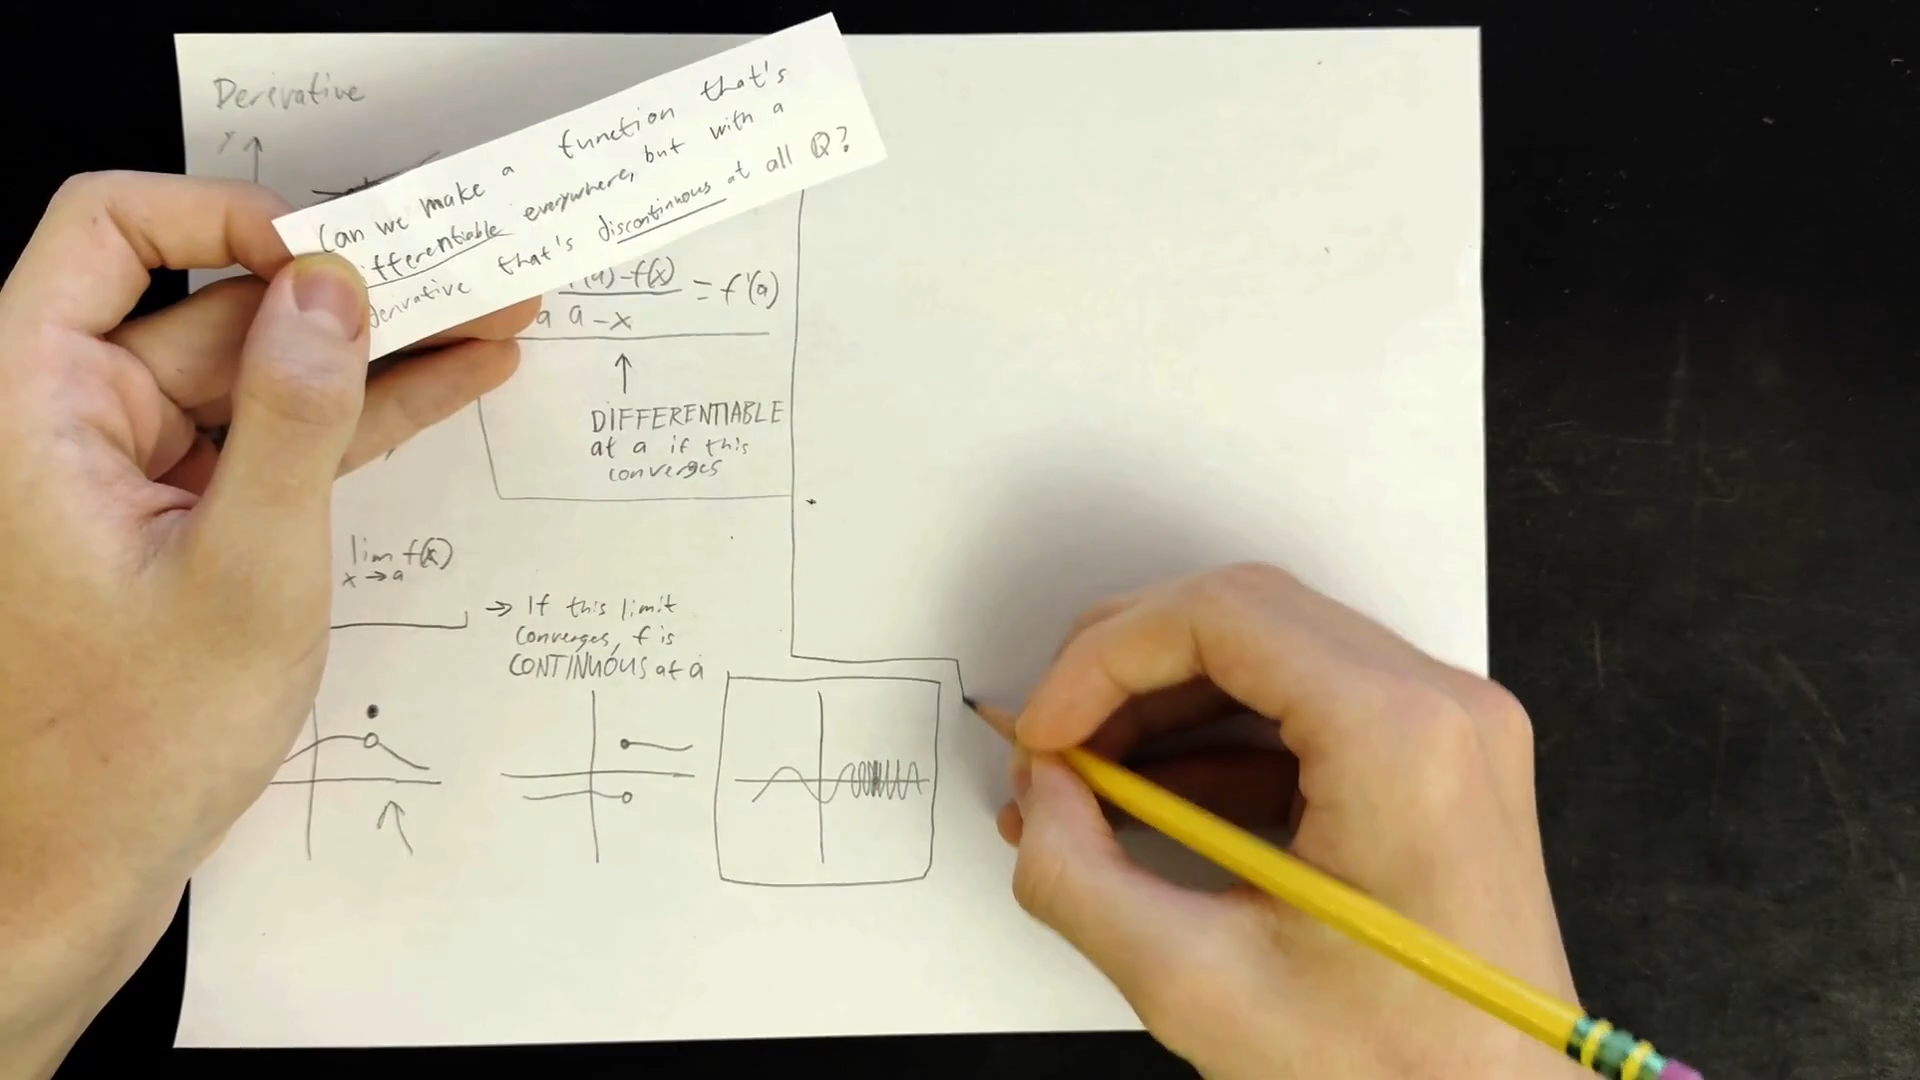 Derivative
y
Can we make a function that's
ifferentiable everywhere, but with a
derivative that's discontinuous at all Q?
(a)-f(x)
a a-x
= f'(a)
↑
DIFFERENTIABLE
at a if this
converges
lim f(x)
x→a
→ If this limit
converges, f is
CONTINUOUS at a